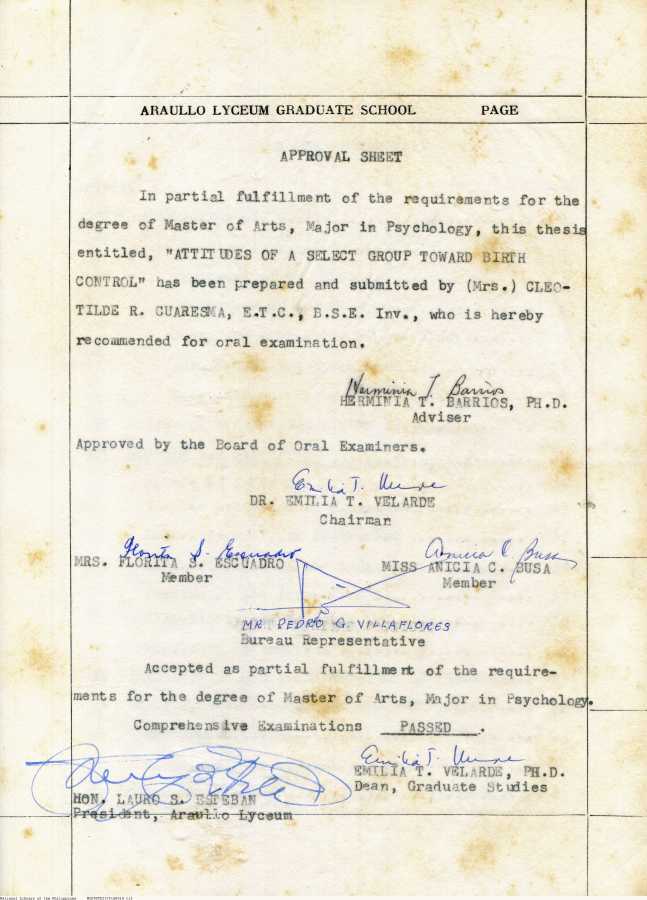 ARAULLO LYCEUM GRADUATE SCHOOL PAGE
APPROVAL SHEET
In partial fulfillment of the requirements for the
degree of Master of Arts, Major in Psychology, this thesis
entitled, "ATTITUDES OF A SELECT GROUP TOWARD BIRTH
CONTROL" has been prepared and submitted by (Mrs.) CLEO-
TILDE R. CUARESMA, E.T.C., B.S.E. Inv., who is hereby
recommended for oral examination.
Herminia T. Barrios
HERMINIA T. BARRIOS, PH.D.
Adviser
Approved by the Board of Oral Examiners.
Emilia T.
DR. EMILIA T. VELARDE
Chairman
Florita S. Escuadro Anicia C. Busa
MRS. FLORITA S. ESCUADRO MISS ANICIA C. BUSA
Member Member
MR PEDRO G. VILLAFLORES
Bureau Representative
Accepted as partial fulfillment of the require-
ments for the degree of Master of Arts, Major in Psychology.
Comprehensive Examinations PASSED .
Emilia T.
EMILIA T. VELARDE, PH.D.
Dean, Graduate Studies
HON. LAURO S. ESTEBAN
President, Araullo Lyceum
National Library of the Philippines